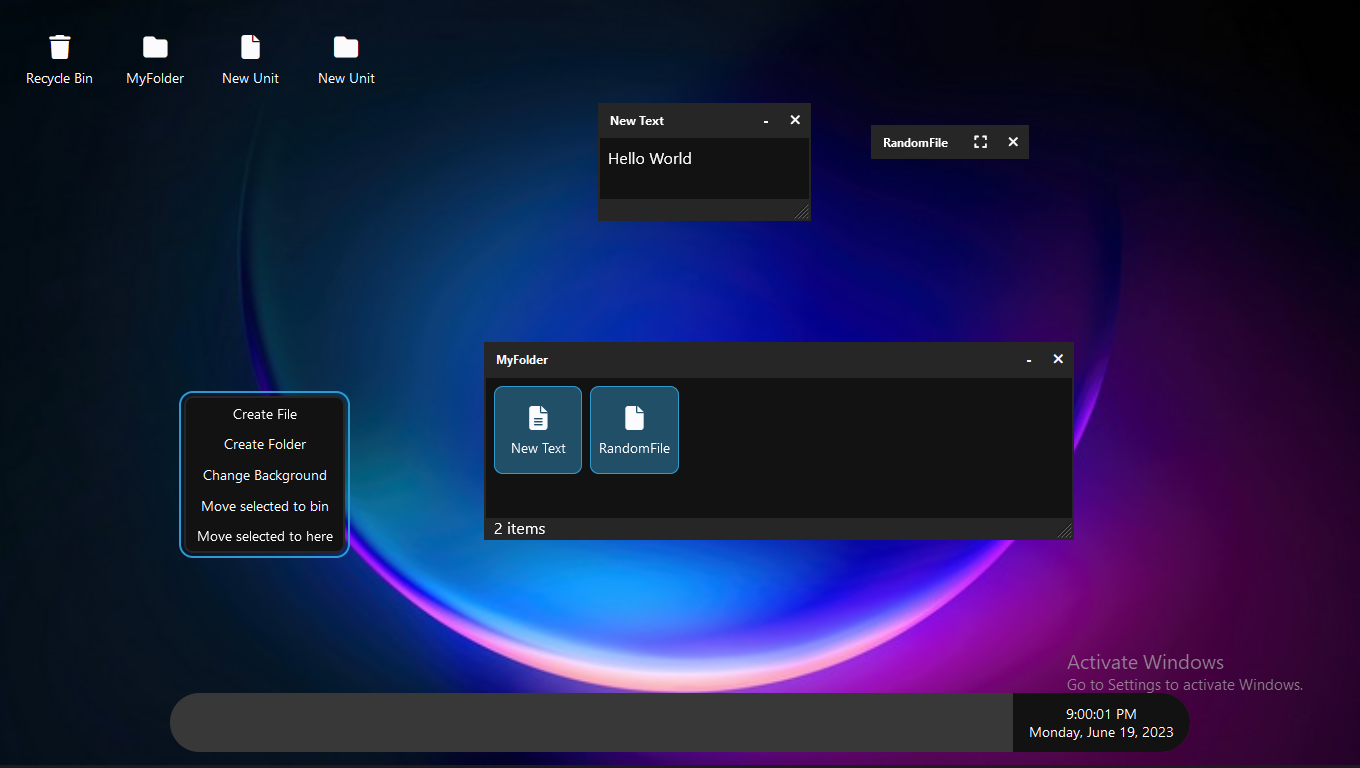 Recycle Bin
MyFolder
New Unit
New Unit
New Text
Hello World
RandomFile
MyFolder
New Text
RandomFile
2 items
Create File
Create Folder
Change Background
Move selected to bin
Move selected to here
Activate Windows
Go to Settings to activate Windows.
9:00:01 PM
Monday, June 19, 2023